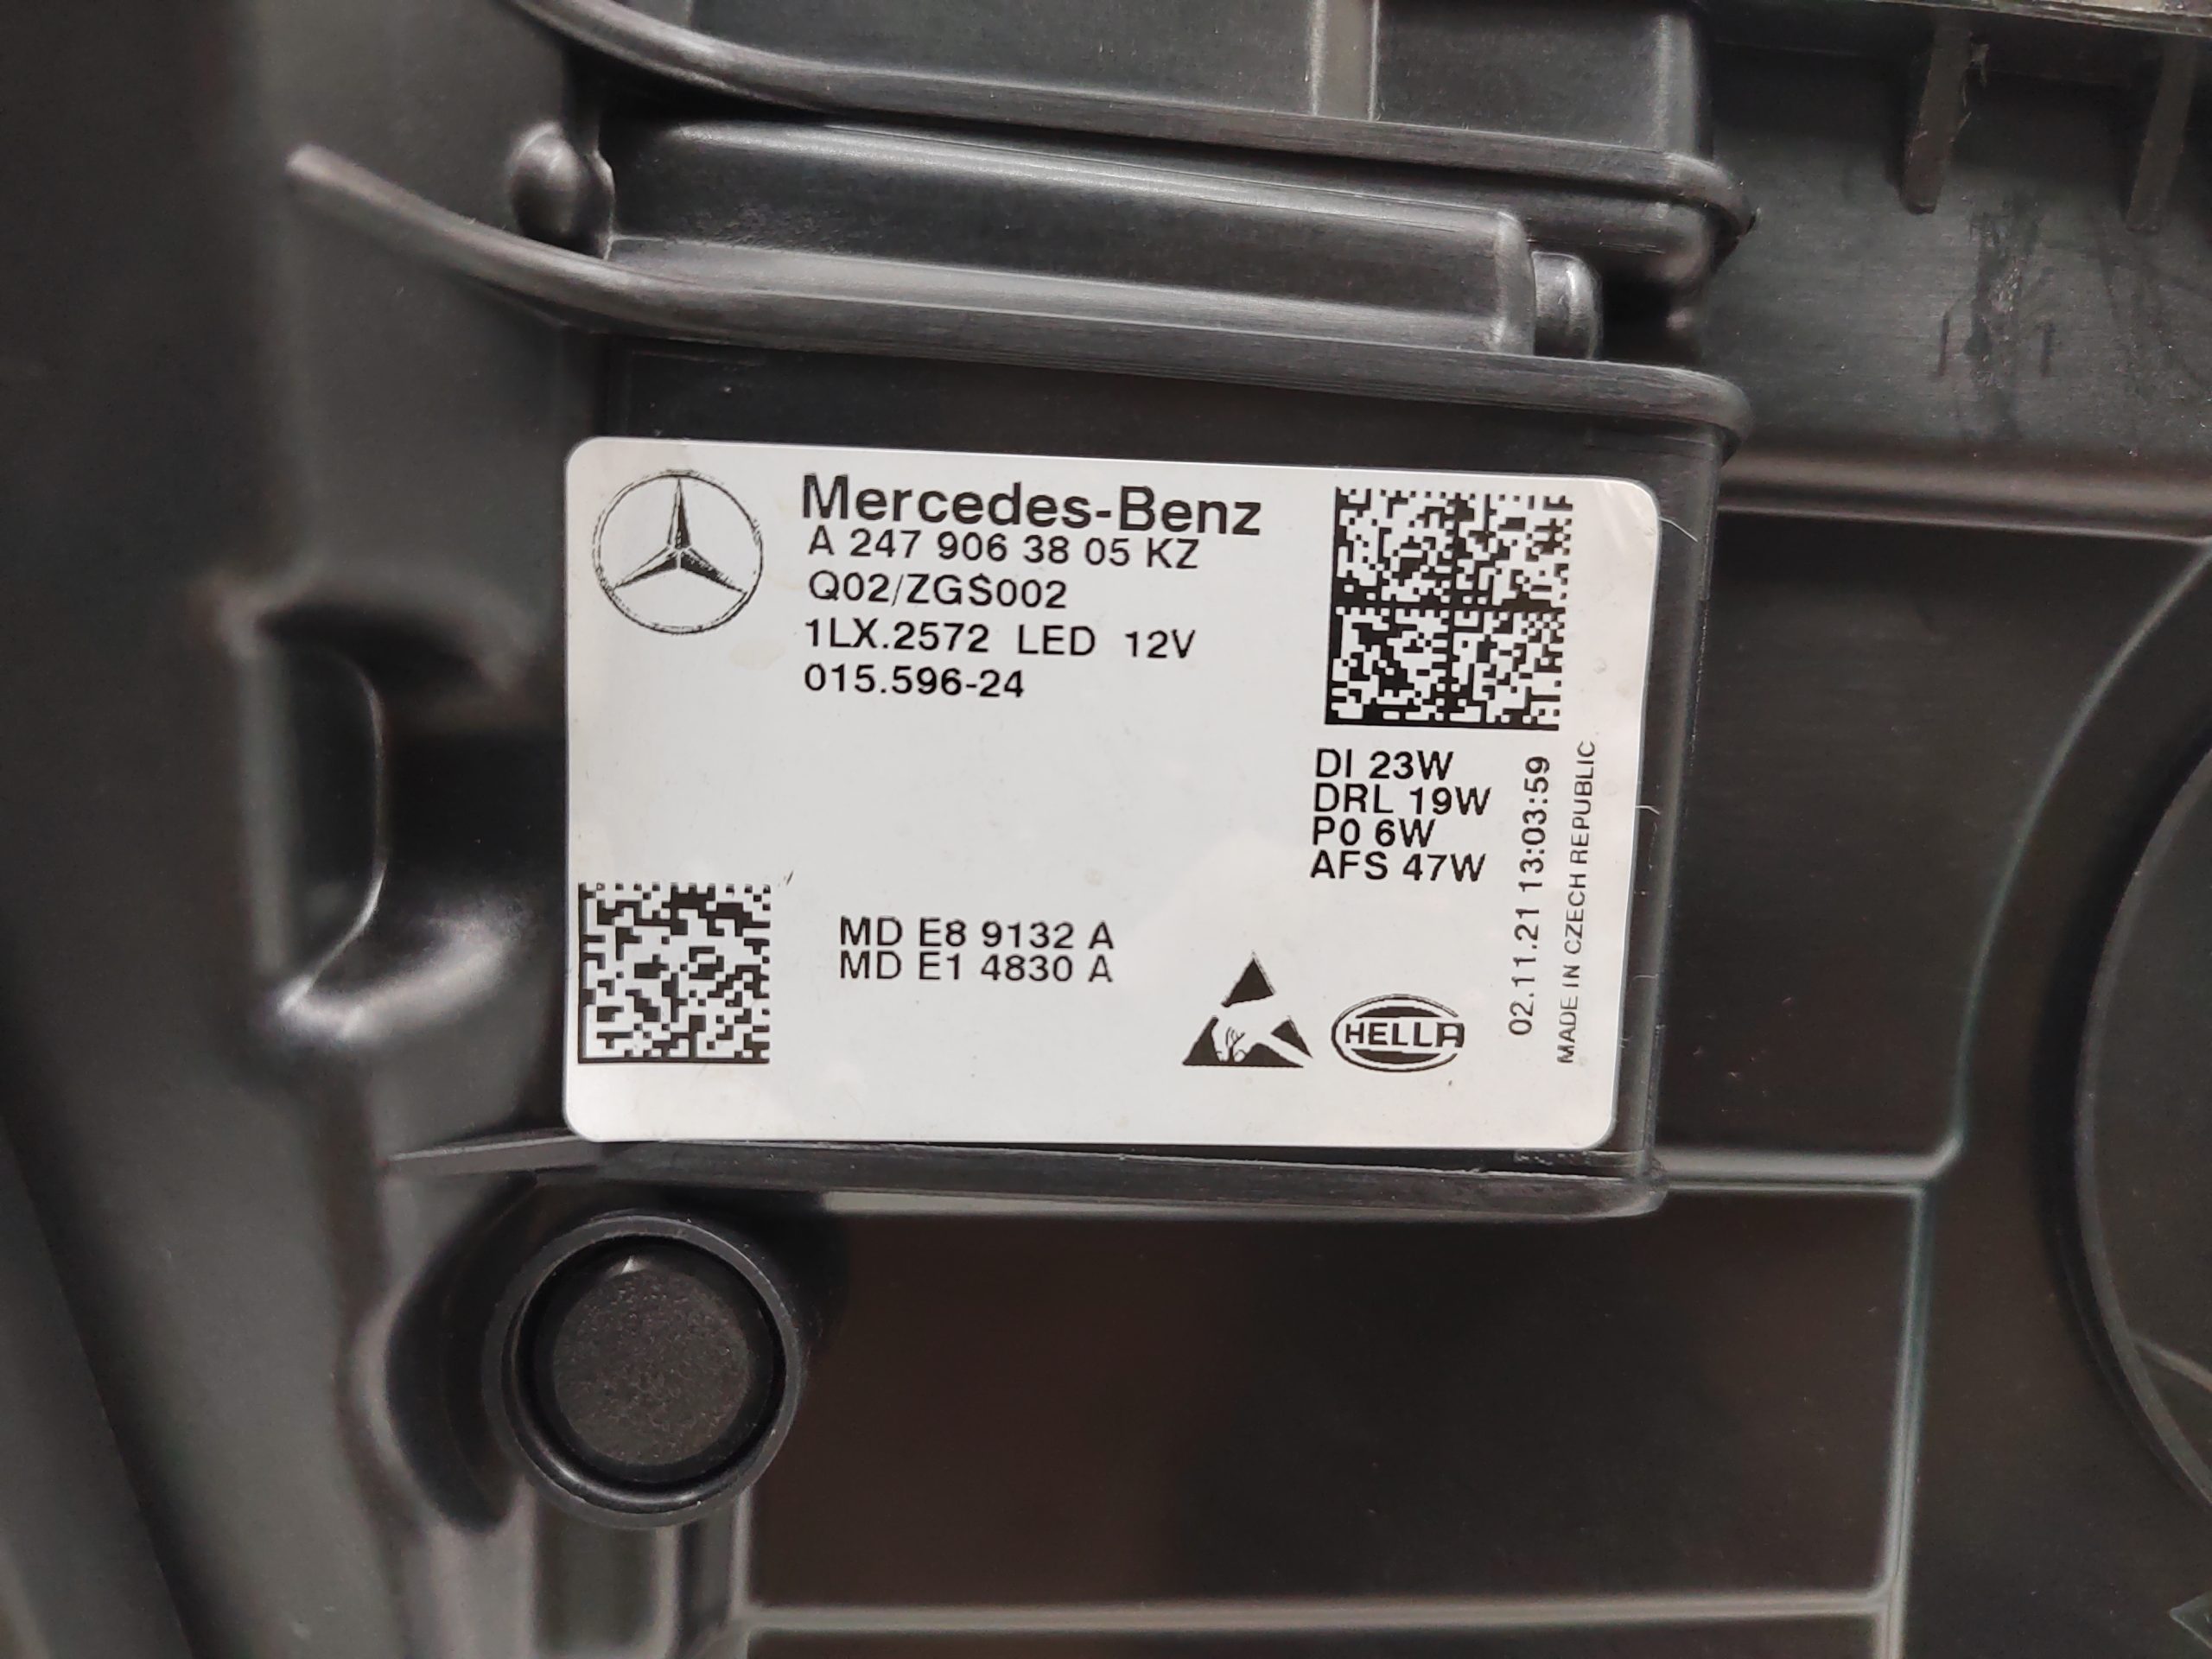 Mercedes-Benz
A 247 906 38 05 KZ
Q02/ZGS002
1LX.2572 LED 12V
015.596-24
DI 23W
DRL 19W
P0 6W
AFS 47W
02.11.21 13:03:59
MADE IN CZECH REPUBLIC
MD E8 9132 A
MD E1 4830 A
HELLA